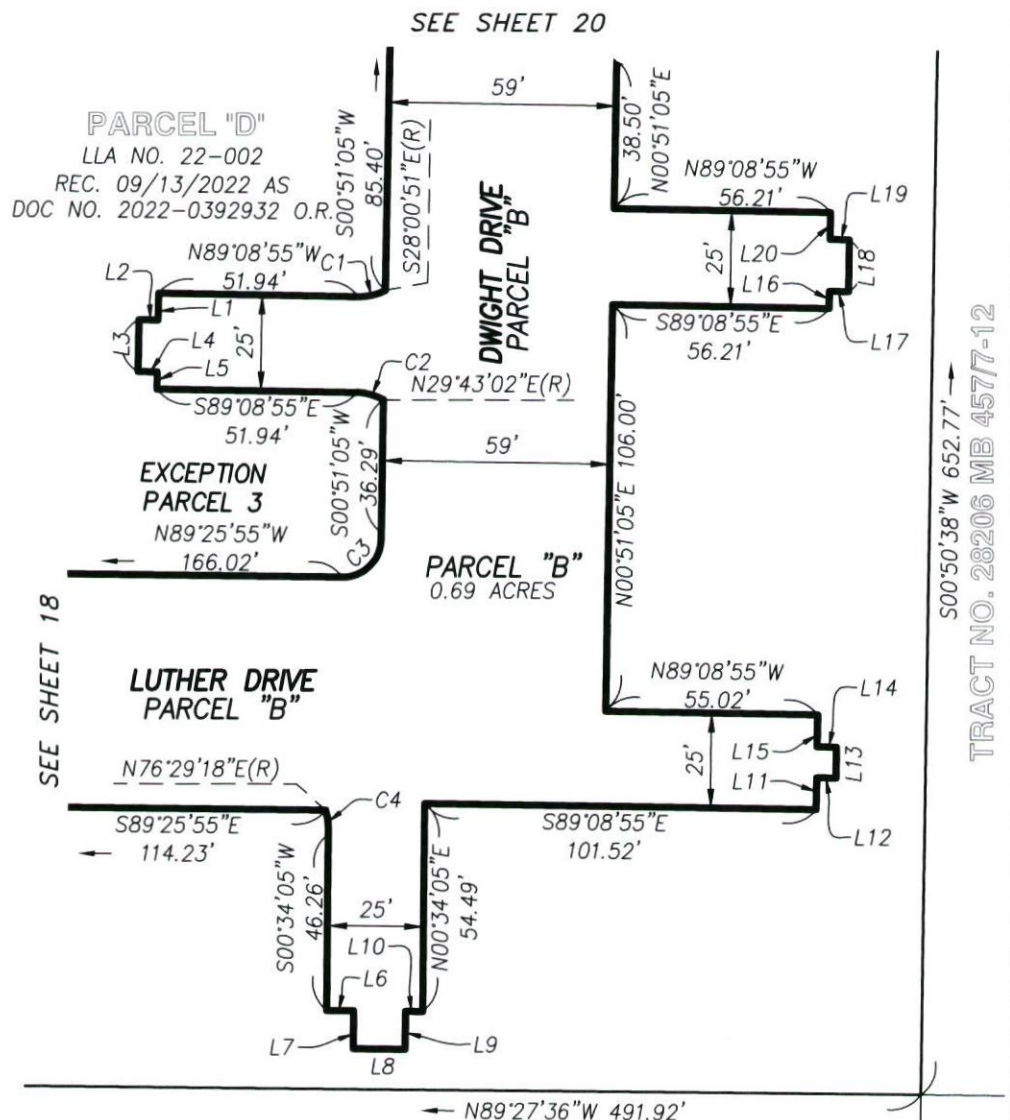 SEE SHEET 20
59'
PARCEL "D"
LLA NO. 22-002
REC. 09/13/2022 AS
DOC NO. 2022-0392932 O.R.
S00°51'05"W
85.40'
S28°00'51"E(R)
38.50'
N00°51'05"E
N89°08'55"W
56.21'
L19
L20
25'
L18
L16
L17
S89°08'55"E
56.21'
N89°08'55"W
51.94'
C1
L2
L1
L3
L4
L5
25'
DWIGHT DRIVE
PARCEL "B"
C2
N29°43'02"E(R)
S89°08'55"E
51.94'
S00°51'05"W
36.29'
59'
EXCEPTION
PARCEL 3
N89°25'55"W
166.02'
C3
N00°51'05"E 106.00'
PARCEL "B"
0.69 ACRES
S00°50'38"W 652.77'
TRACT NO. 28206 MB 457/7-12
SEE SHEET 18
LUTHER DRIVE
PARCEL "B"
N89°08'55"W
55.02'
L14
L15
25'
L13
L11
L12
N76°29'18"E(R)
C4
S89°25'55"E
114.23'
S89°08'55"E
101.52'
S00°34'05"W
46.26'
25'
N00°34'05"E
54.49'
L10
L6
L7
L8
L9
N89°27'36"W 491.92'